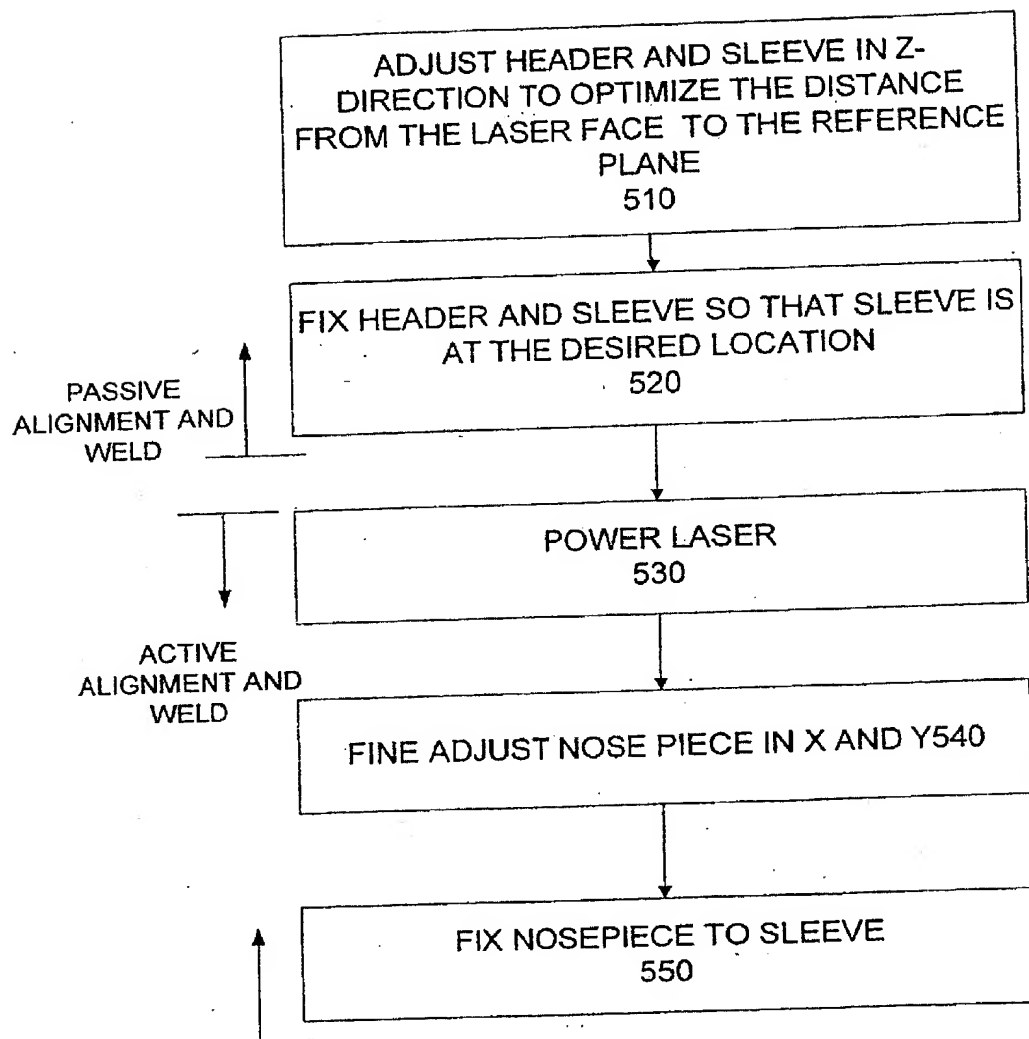 ADJUST HEADER AND SLEEVE IN Z-
DIRECTION TO OPTIMIZE THE DISTANCE
FROM THE LASER FACE TO THE REFERENCE
PLANE
510
FIX HEADER AND SLEEVE SO THAT SLEEVE IS
AT THE DESIRED LOCATION
520
PASSIVE
ALIGNMENT AND
WELD
POWER LASER
530
ACTIVE
ALIGNMENT AND
WELD
FINE ADJUST NOSE PIECE IN X AND Y540
FIX NOSEPIECE TO SLEEVE
550